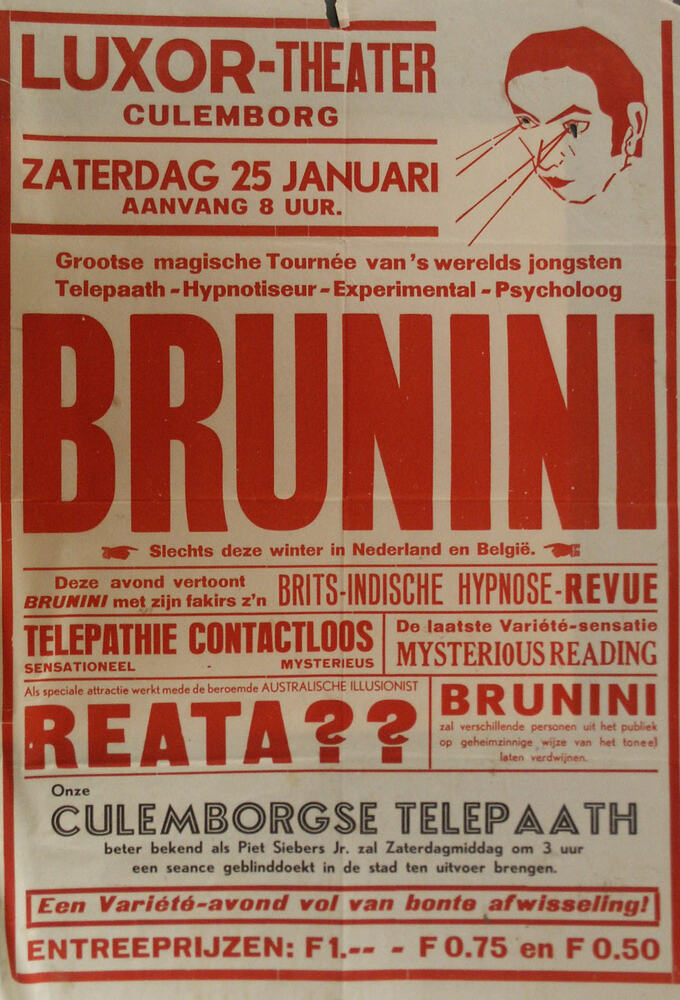 LUXOR-THEATER
CULEMBORG
ZATERDAG 25 JANUARI
AANVANG 8 UUR.
Grootse magische Tournée van 's werelds jongsten
Telepaath - Hypnotiseur - Experimental - Psycholoog
BRUNINI
Slechts deze winter in Nederland en België.
Deze avond vertoont
BRUNINI met zijn fakirs z'n
BRITS-INDISCHE HYPNOSE-REVUE
TELEPATHIE CONTACTLOOS
SENSATIONEEL - MYSTERIEUS
De laatste Variété-sensatie
MYSTERIOUS READING
Als speciale attractie werkt mede de beroemde AUSTRALISCHE ILLUSIONIST
REATA??
BRUNINI
zal verschillende personen uit het publiek
op geheimzinnige wijze van het toneel
laten verdwijnen.
Onze
CULEMBORGSE TELEPAATH
beter bekend als Piet Siebers Jr. zal Zaterdagmiddag om 3 uur
een seance geblinddoekt in de stad ten uitvoer brengen.
Een Variété-avond vol van bonte afwisseling!
ENTREEPRIJZEN: F 1.-- - F 0.75 en F 0.50